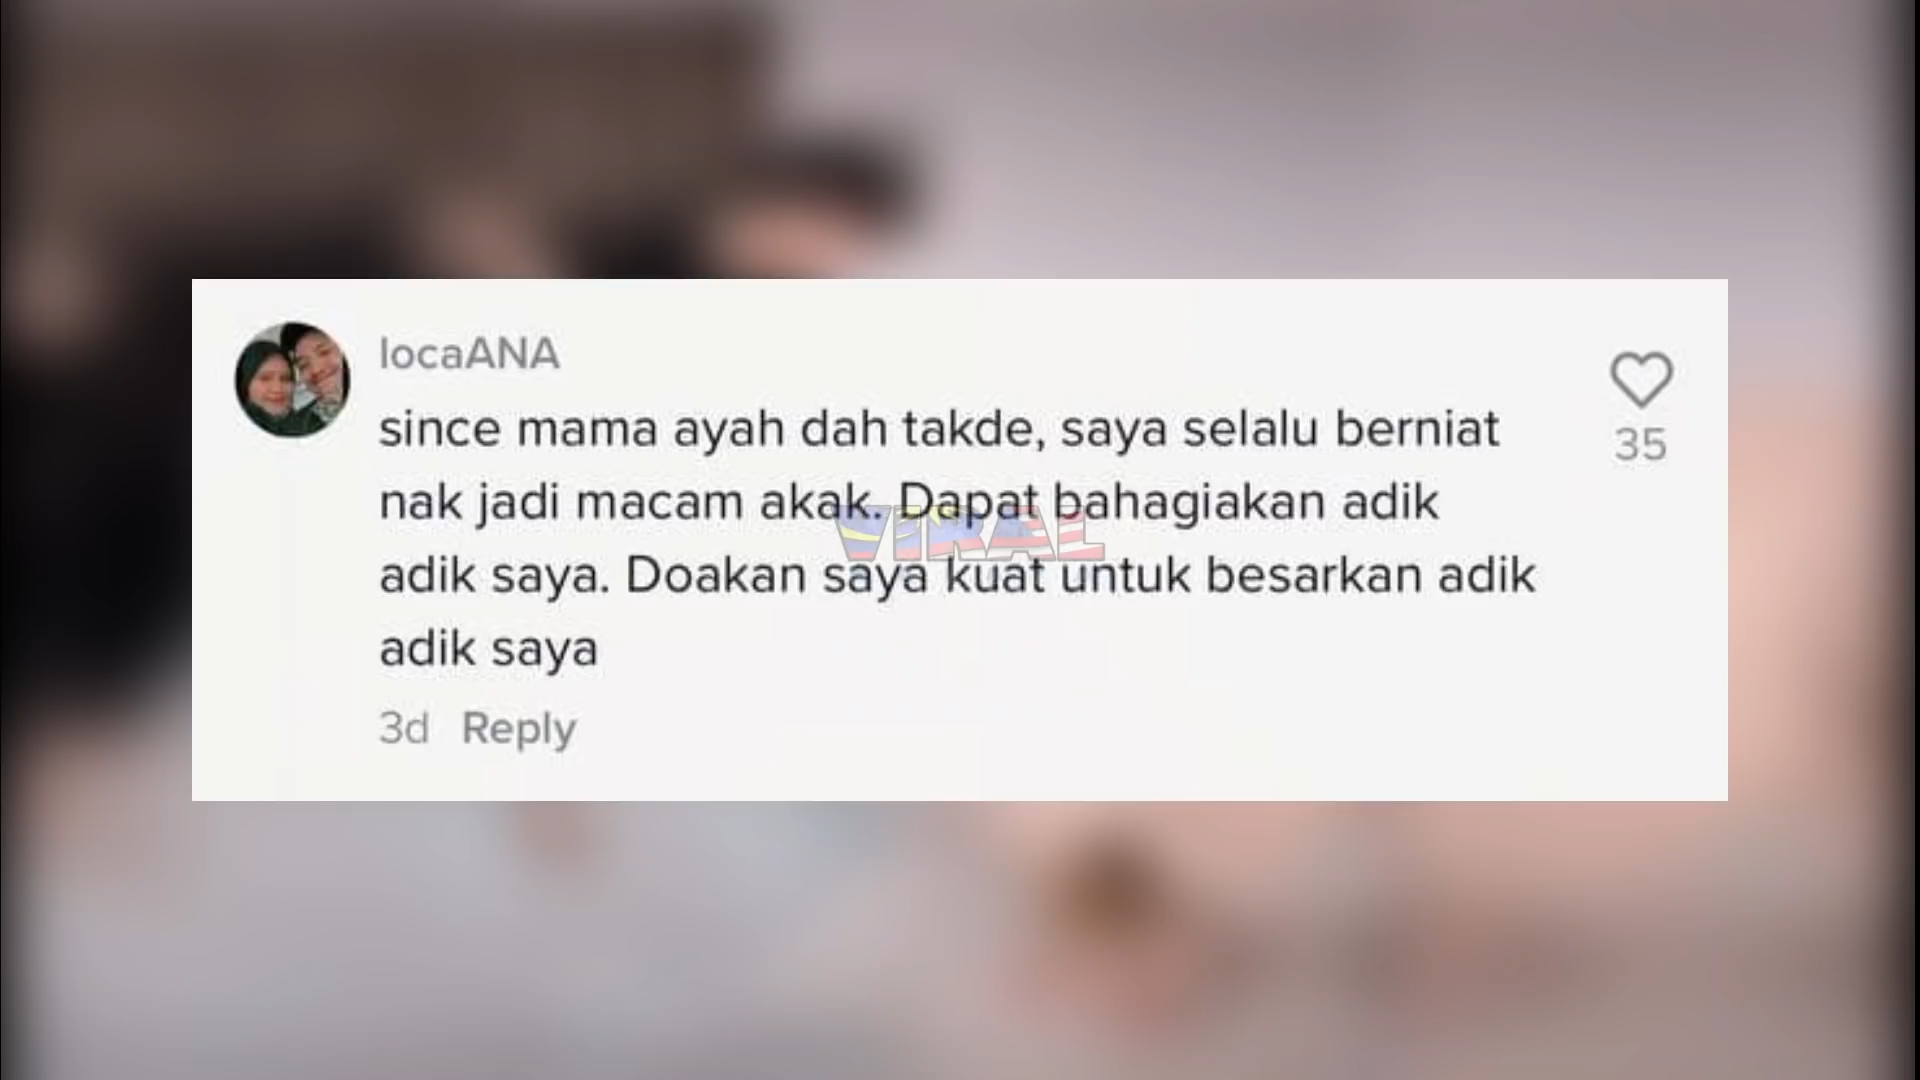 locaANA
since mama ayah dah takde, saya selalu berniat
nak jadi macam akak. Dapat bahagiakan adik
adik saya. Doakan saya kuat untuk besarkan adik
adik saya
35
3d Reply
VIRAL